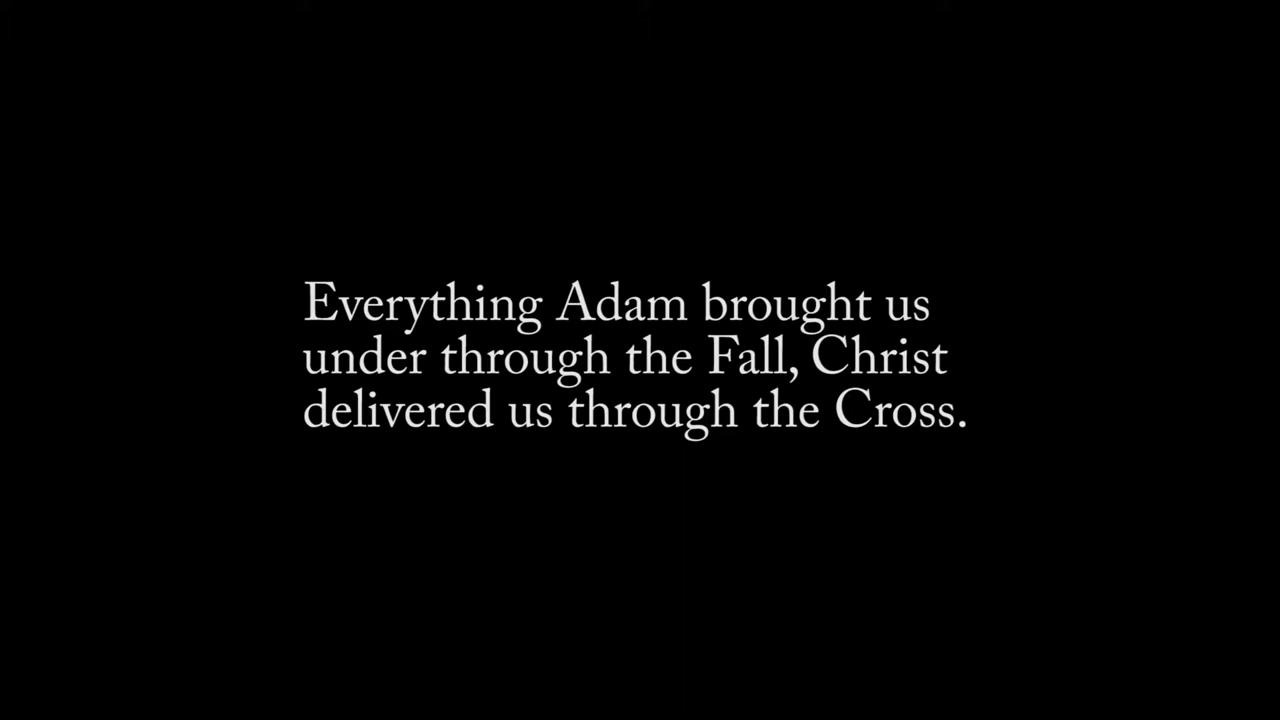 Everything Adam brought us
under through the Fall, Christ
delivered us through the Cross.